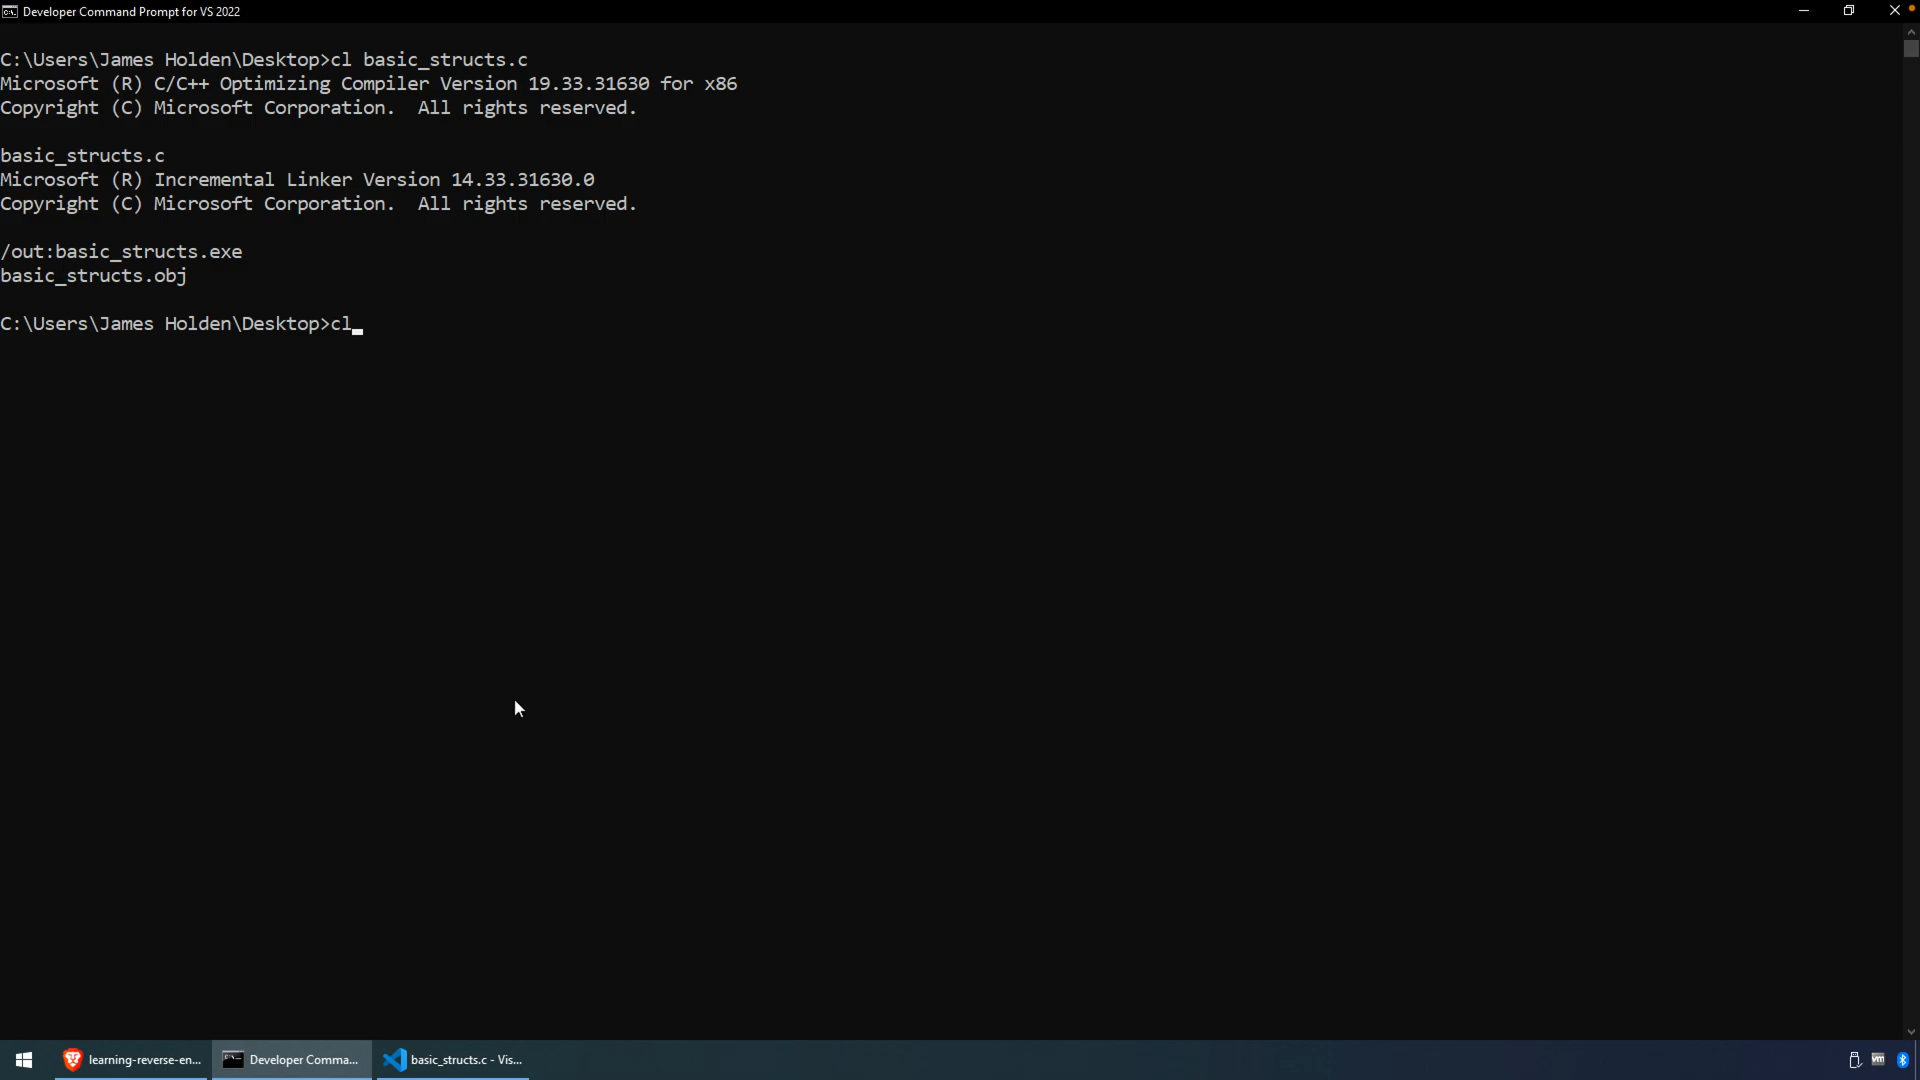 Developer Command Prompt for VS 2022
C:\Users\James Holden\Desktop>cl basic_structs.c
Microsoft (R) C/C++ Optimizing Compiler Version 19.33.31630 for x86
Copyright (C) Microsoft Corporation.  All rights reserved.
basic_structs.c
Microsoft (R) Incremental Linker Version 14.33.31630.0
Copyright (C) Microsoft Corporation.  All rights reserved.
/out:basic_structs.exe
basic_structs.obj
C:\Users\James Holden\Desktop>cl
learning-reverse-en... Developer Comma... basic_structs.c - Vis... vm